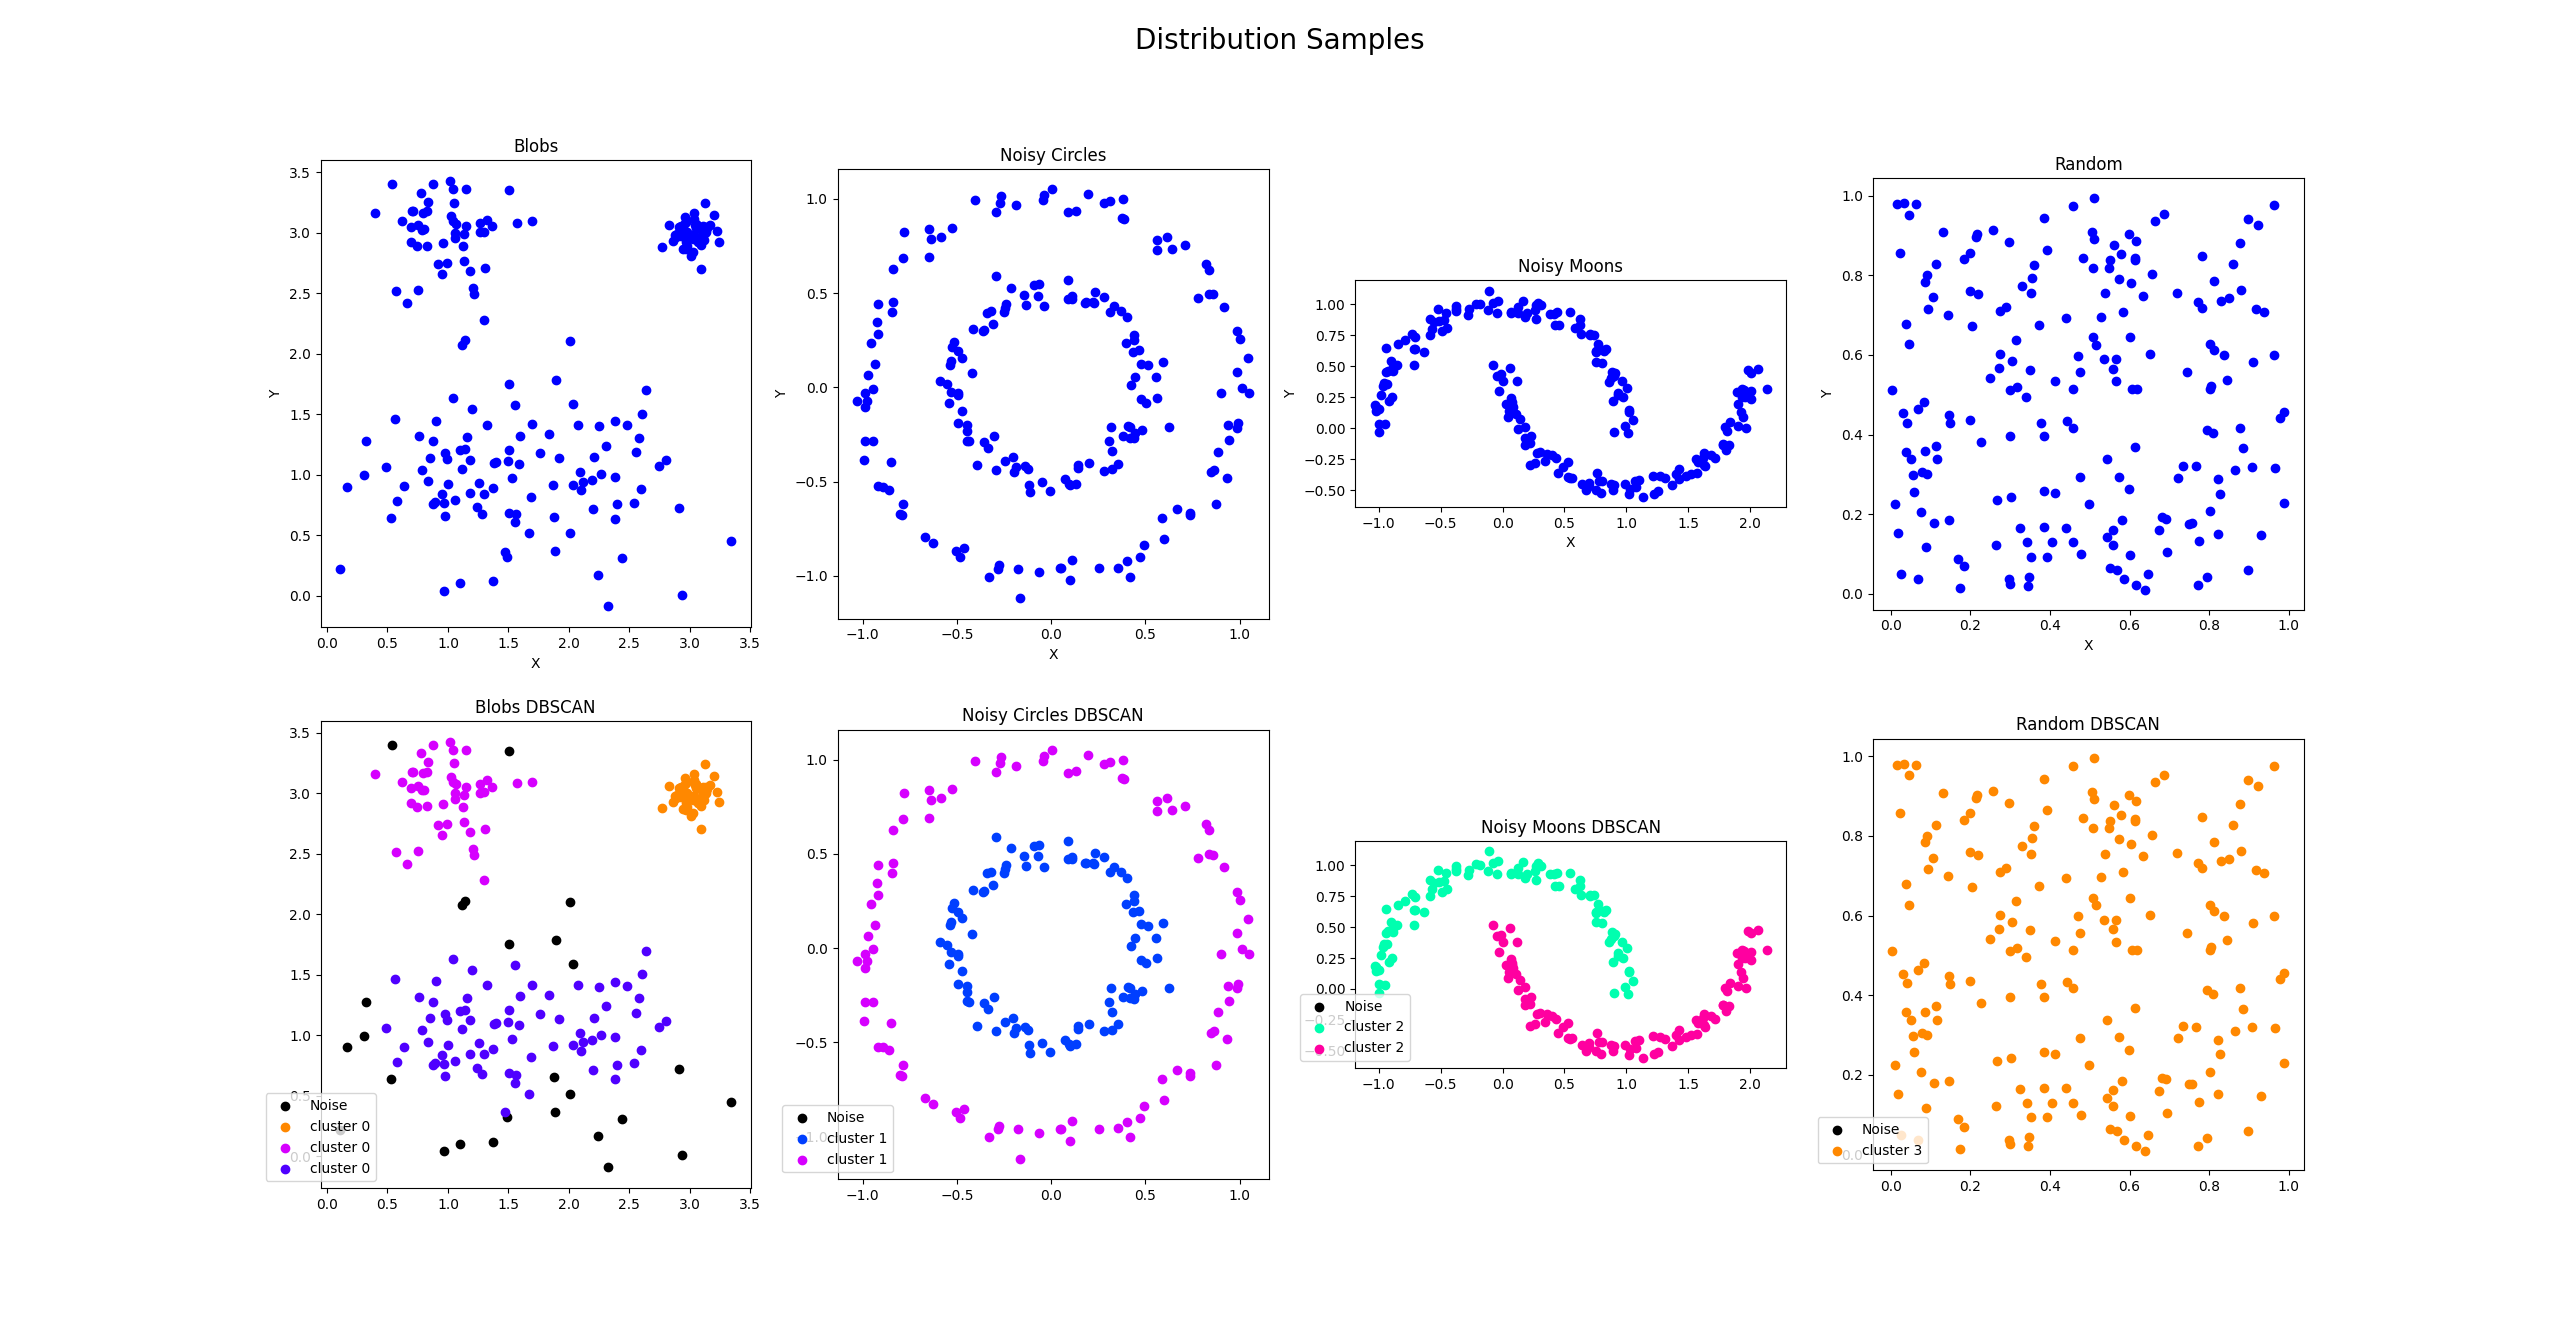 Distribution Samples
Blobs
3.5
3.0
2.5
2.0
1.5
1.0
0.5
0.0
Y
0.0 0.5 1.0 1.5 2.0 2.5 3.0 3.5
X
Noisy Circles
1.0
0.5
0.0
−0.5
−1.0
Y
−1.0 −0.5 0.0 0.5 1.0
X
Noisy Moons
1.00
0.75
0.50
0.25
0.00
−0.25
−0.50
Y
−1.0 −0.5 0.0 0.5 1.0 1.5 2.0
X
Random
1.0
0.8
0.6
0.4
0.2
0.0
Y
0.0 0.2 0.4 0.6 0.8 1.0
X
Blobs DBSCAN
3.5
3.0
2.5
2.0
1.5
1.0
0.5
0.0
Noise
cluster 0
cluster 0
cluster 0
0.0 0.5 1.0 1.5 2.0 2.5 3.0 3.5
Noisy Circles DBSCAN
1.0
0.5
0.0
−0.5
−1.0
Noise
cluster 1
cluster 1
−1.0 −0.5 0.0 0.5 1.0
Noisy Moons DBSCAN
1.00
0.75
0.50
0.25
0.00
−0.25
−0.50
Noise
cluster 2
cluster 2
−1.0 −0.5 0.0 0.5 1.0 1.5 2.0
Random DBSCAN
1.0
0.8
0.6
0.4
0.2
0.0
Noise
cluster 3
0.0 0.2 0.4 0.6 0.8 1.0